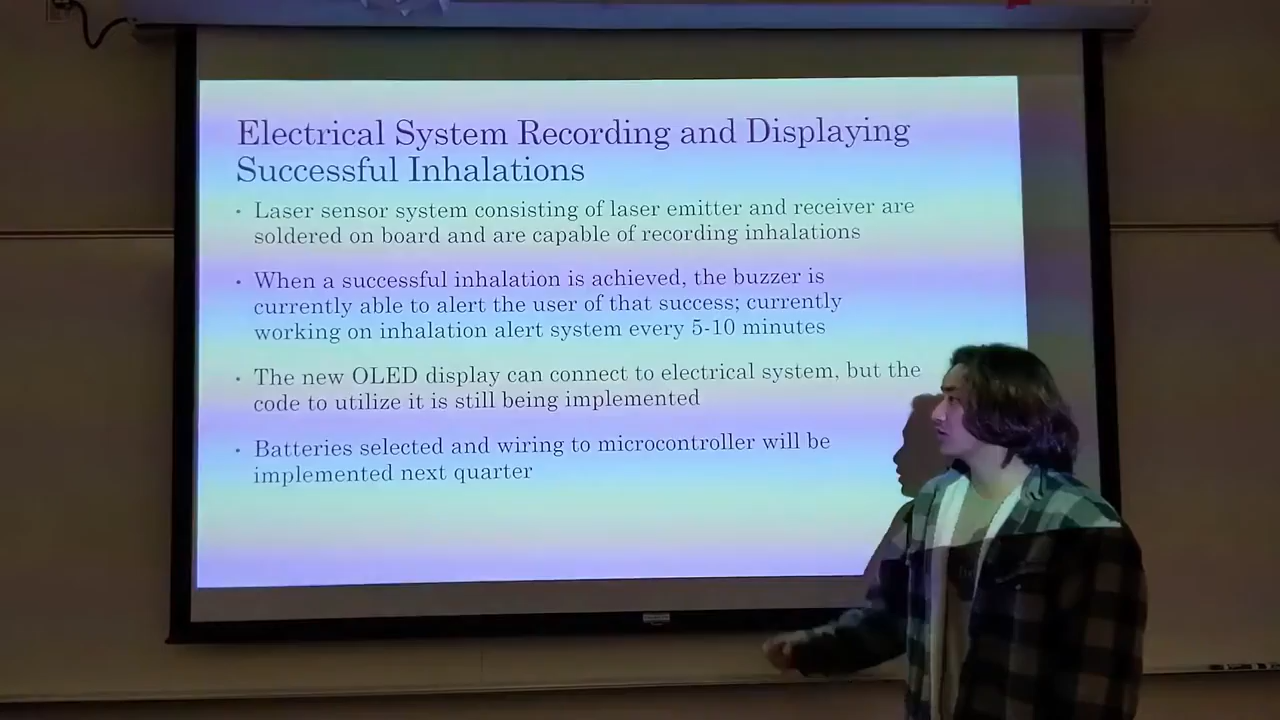 Electrical System Recording and Displaying
Successful Inhalations
• Laser sensor system consisting of laser emitter and receiver are
soldered on board and are capable of recording inhalations
• When a successful inhalation is achieved, the buzzer is
currently able to alert the user of that success; currently
working on inhalation alert system every 5-10 minutes
• The new OLED display can connect to electrical system, but the
code to utilize it is still being implemented
• Batteries selected and wiring to microcontroller will be
implemented next quarter